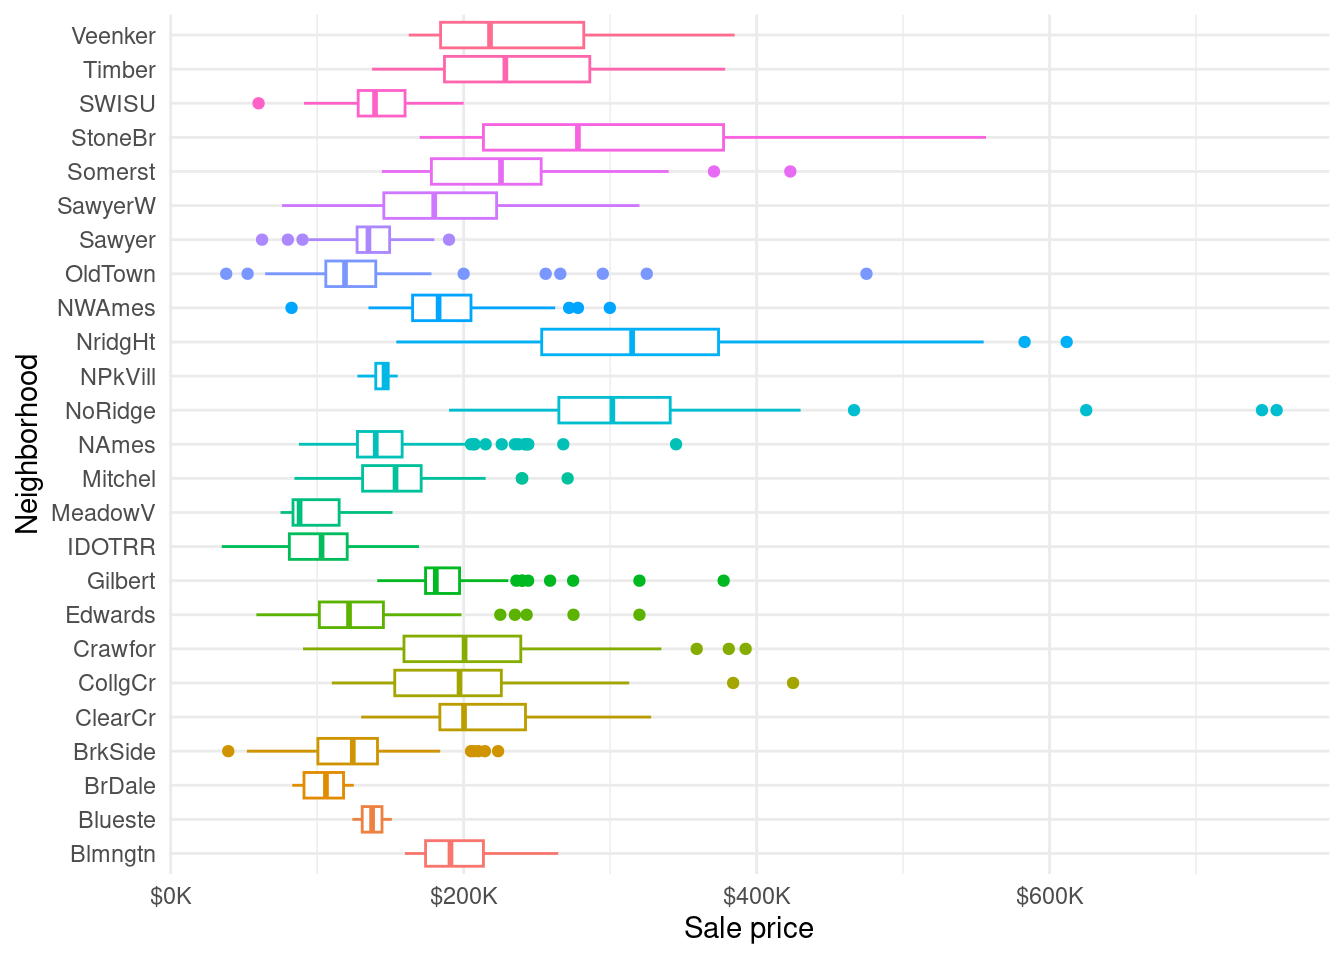 Veenker
Timber
SWISU
StoneBr
Somerst
SawyerW
Sawyer
OldTown
NWAmes
NridgHt
NPkVill
NoRidge
NAmes
Mitchel
MeadowV
IDOTRR
Gilbert
Edwards
Crawfor
CollgCr
ClearCr
BrkSide
BrDale
Blueste
Blmngtn
Neighborhood
$0K $200K $400K $600K
Sale price